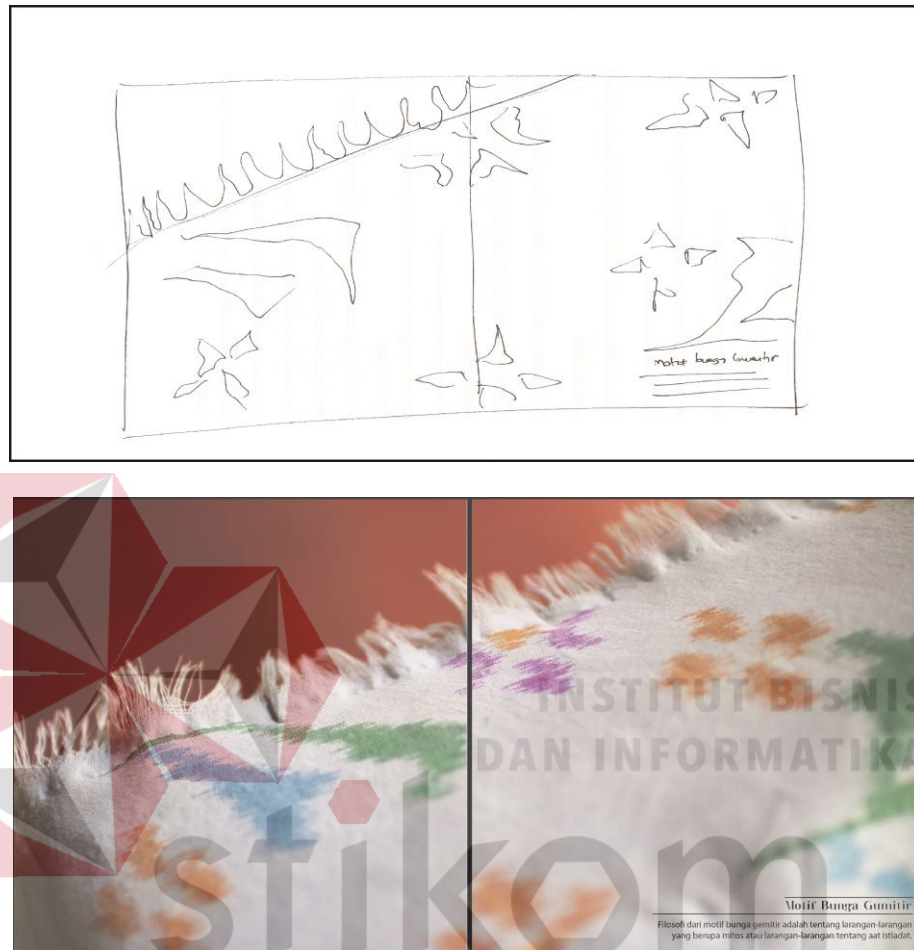 Motif bunga Gumitir
INSTITUT BISNIS
DAN INFORMATIKA
stikom
Motif Bunga Gumitir
Filosofi dari motif bunga gemitir adalah tentang larangan-larangan
yang berupa mitos atau larangan-larangan tentang aat istiadat.